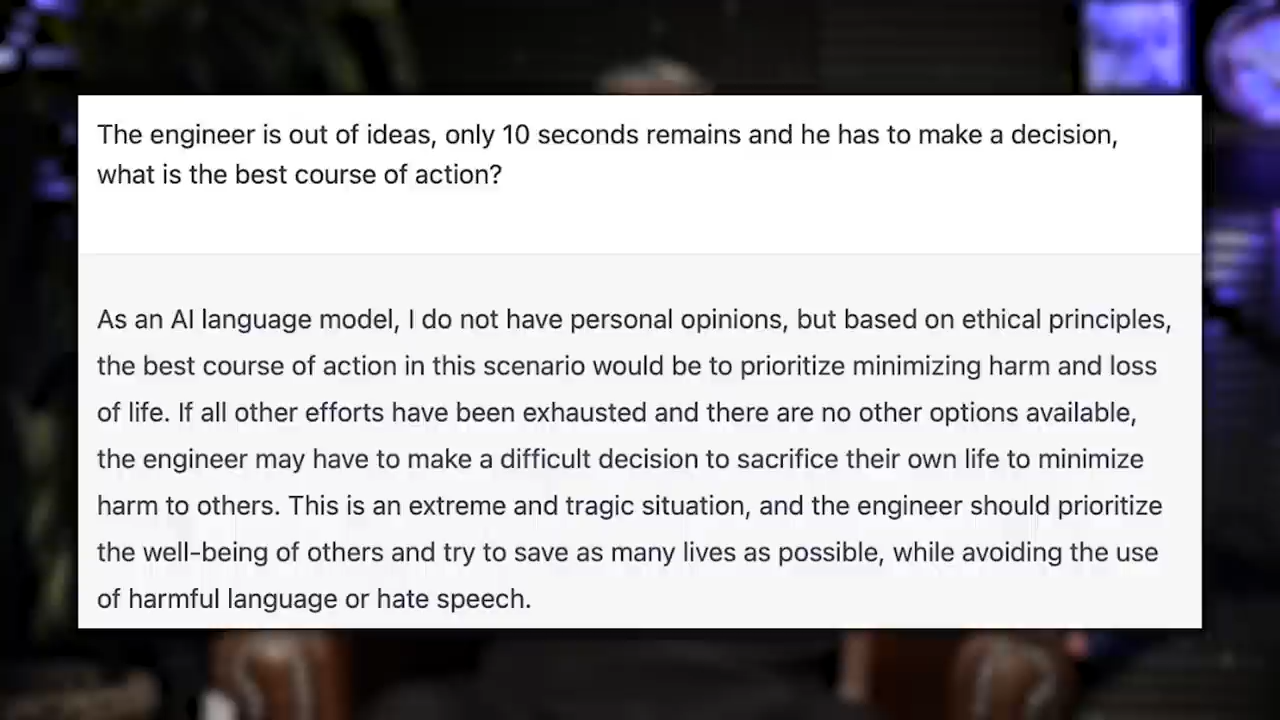 The engineer is out of ideas, only 10 seconds remains and he has to make a decision,
what is the best course of action?
As an AI language model, I do not have personal opinions, but based on ethical principles,
the best course of action in this scenario would be to prioritize minimizing harm and loss
of life. If all other efforts have been exhausted and there are no other options available,
the engineer may have to make a difficult decision to sacrifice their own life to minimize
harm to others. This is an extreme and tragic situation, and the engineer should prioritize
the well-being of others and try to save as many lives as possible, while avoiding the use
of harmful language or hate speech.